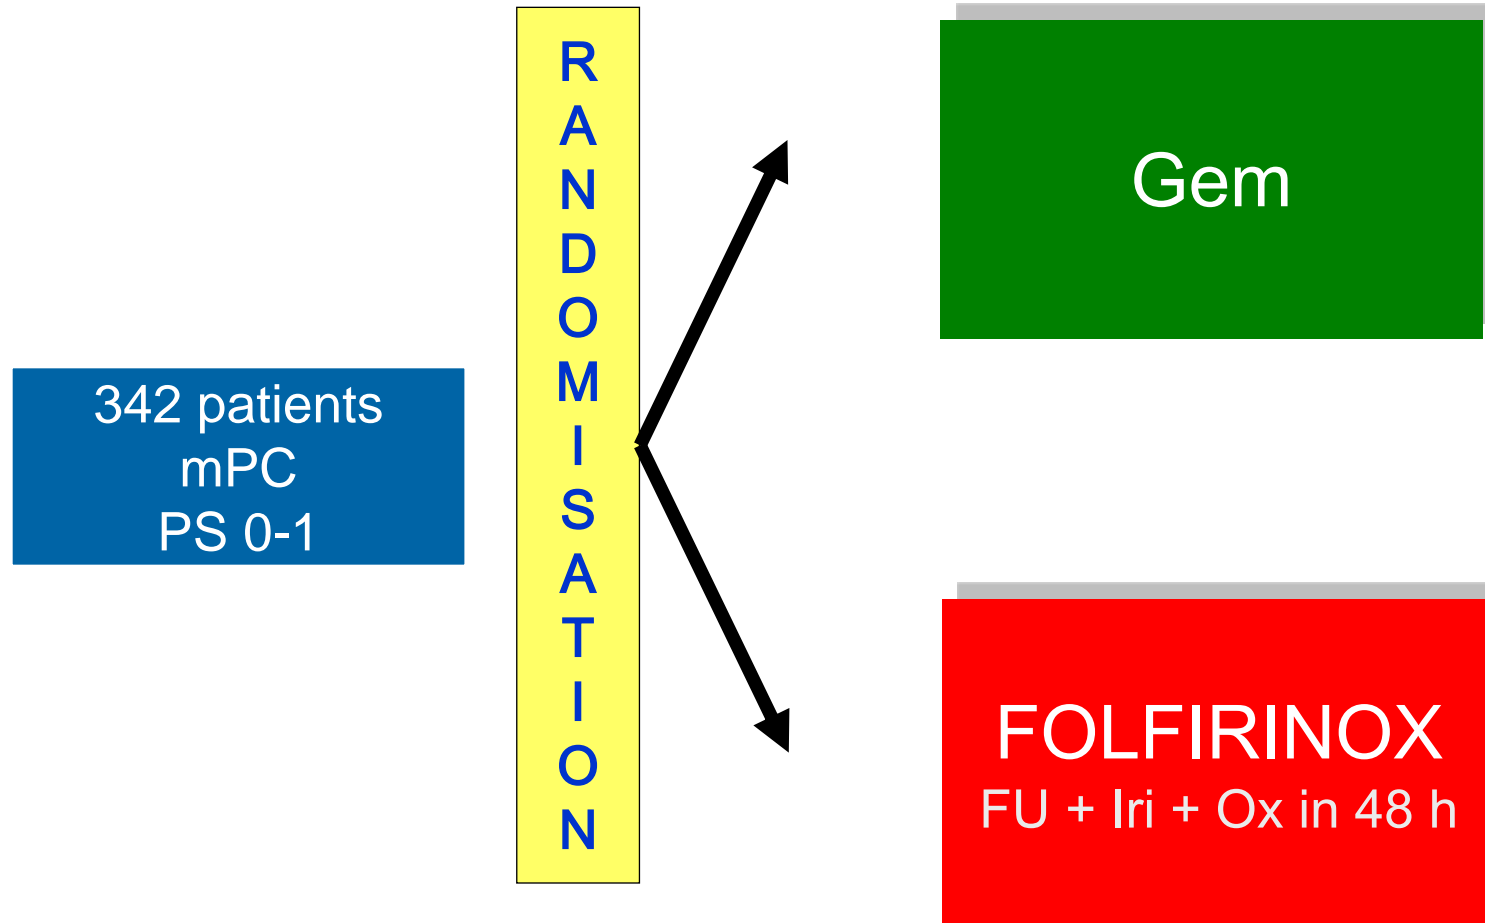 342 patients
mPC
PS 0-1
RANDOMISATION
Gem
FOLFIRINOX
FU + Iri + Ox in 48 h